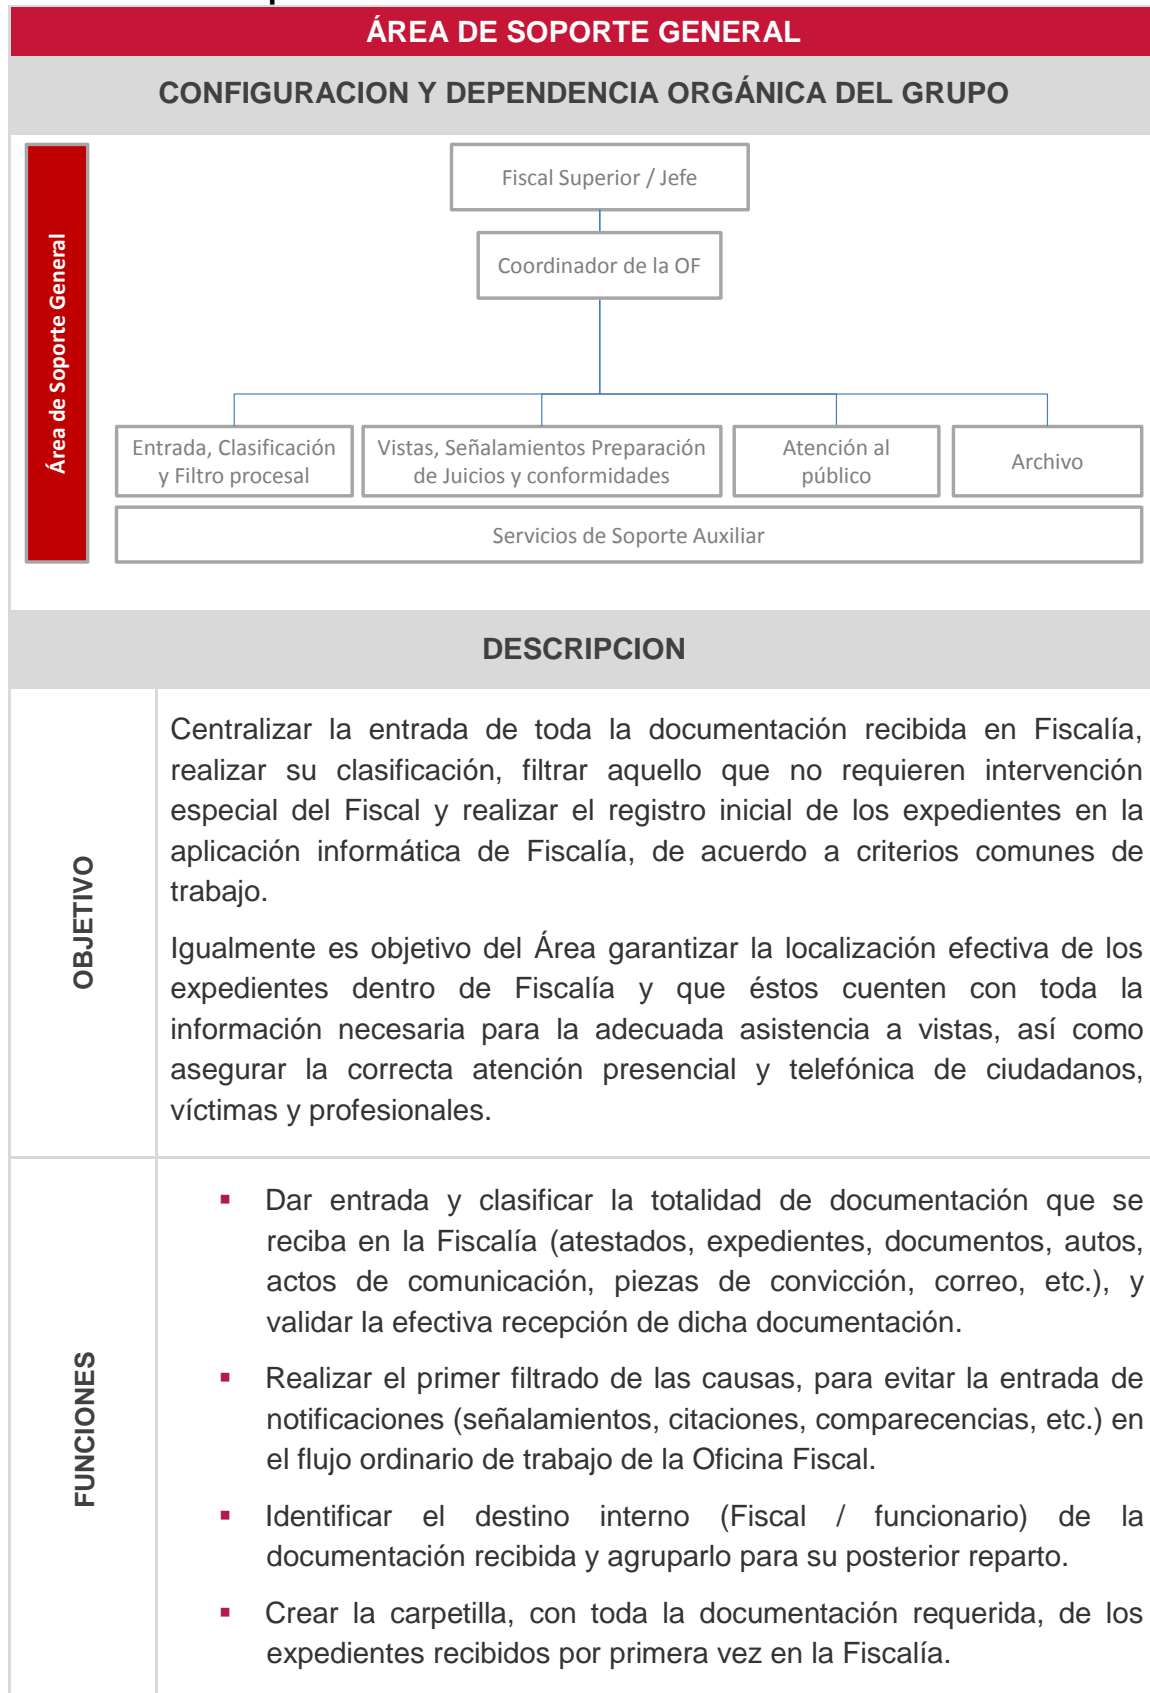 ÁREA DE SOPORTE GENERAL
CONFIGURACION Y DEPENDENCIA ORGÁNICA DEL GRUPO
Área de Soporte General
Fiscal Superior / Jefe
Coordinador de la OF
Entrada, Clasificación
y Filtro procesal
Vistas, Señalamientos Preparación
de Juicios y conformidades
Atención al
público
Archivo
Servicios de Soporte Auxiliar
DESCRIPCION
OBJETIVO
Centralizar la entrada de toda la documentación recibida en Fiscalía,
realizar su clasificación, filtrar aquello que no requieren intervención
especial del Fiscal y realizar el registro inicial de los expedientes en la
aplicación informática de Fiscalía, de acuerdo a criterios comunes de
trabajo.
Igualmente es objetivo del Área garantizar la localización efectiva de los
expedientes dentro de Fiscalía y que éstos cuenten con toda la
información necesaria para la adecuada asistencia a vistas, así como
asegurar la correcta atención presencial y telefónica de ciudadanos,
víctimas y profesionales.
FUNCIONES
▪ Dar entrada y clasificar la totalidad de documentación que se
reciba en la Fiscalía (atestados, expedientes, documentos, autos,
actos de comunicación, piezas de convicción, correo, etc.), y
validar la efectiva recepción de dicha documentación.
▪ Realizar el primer filtrado de las causas, para evitar la entrada de
notificaciones (señalamientos, citaciones, comparecencias, etc.) en
el flujo ordinario de trabajo de la Oficina Fiscal.
▪ Identificar el destino interno (Fiscal / funcionario) de la
documentación recibida y agruparlo para su posterior reparto.
▪ Crear la carpetilla, con toda la documentación requerida, de los
expedientes recibidos por primera vez en la Fiscalía.